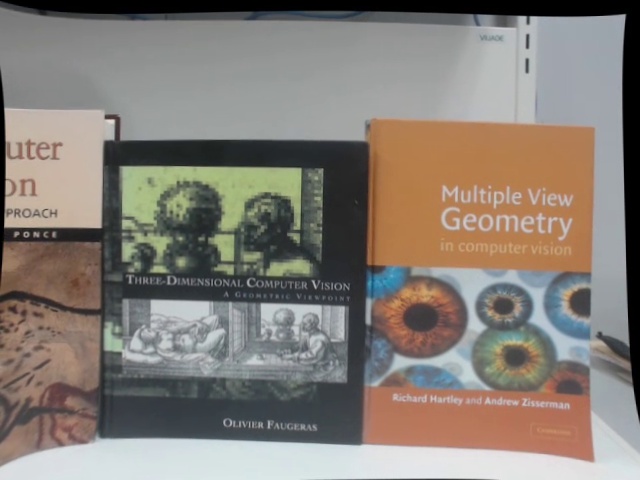 uter
on
PROACH
PONCE
THREE-DIMENSIONAL COMPUTER VISION
A GEOMETRIC VIEWPOINT
OLIVIER FAUGERAS
Multiple View
Geometry
in computer vision
Richard Hartley and Andrew Zisserman